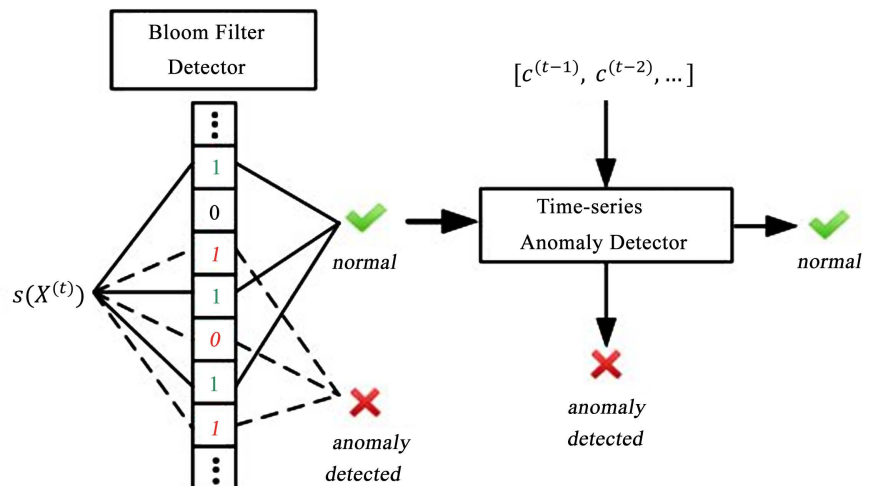 Bloom Filter
Detector
1
0
1
1
0
1
1
s(X^{(t)})
normal
anomaly
detected
[c^{(t−1)}, c^{(t−2)}, …]
Time-series
Anomaly Detector
normal
anomaly
detected